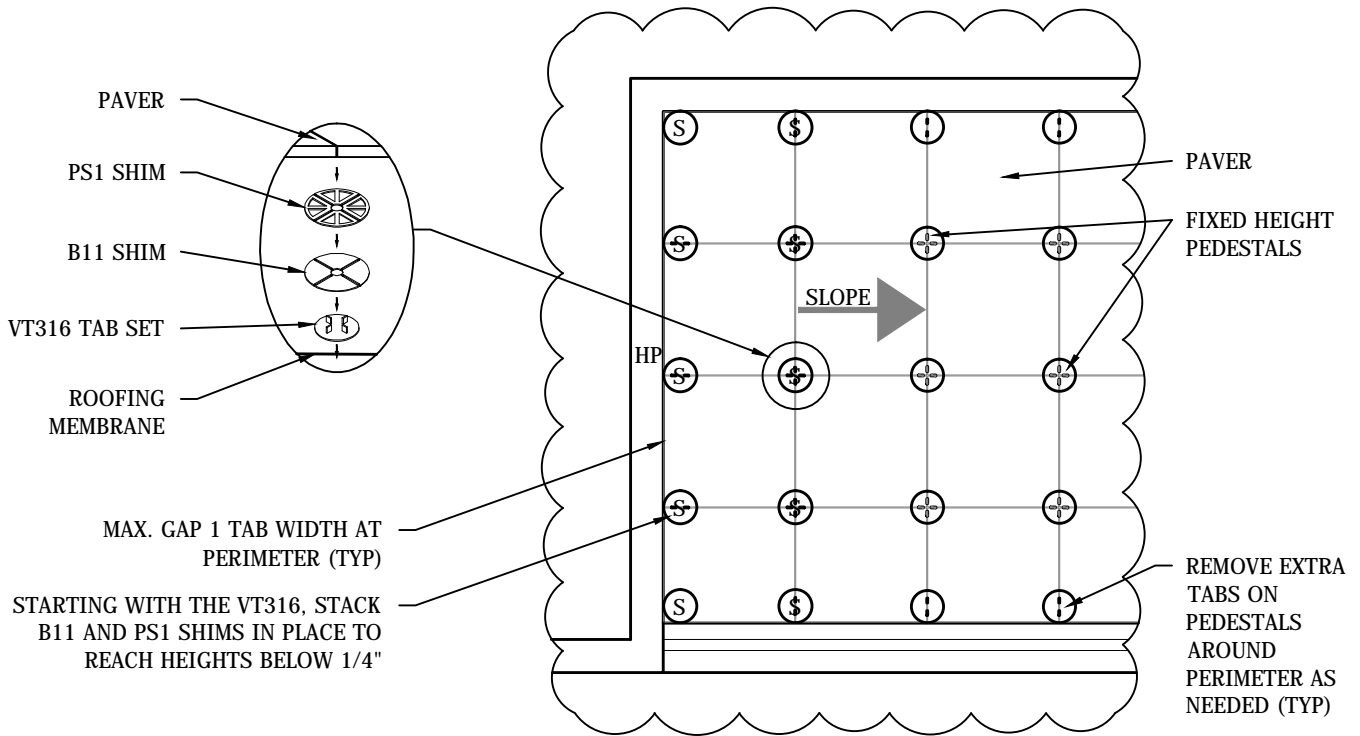 PAVER
PS1 SHIM
B11 SHIM
VT316 TAB SET
ROOFING
MEMBRANE
MAX. GAP 1 TAB WIDTH AT
PERIMETER (TYP)
STARTING WITH THE VT316, STACK
B11 AND PS1 SHIMS IN PLACE TO
REACH HEIGHTS BELOW 1/4"
S S
S S
SLOPE
HP
S S
S S
S S
PAVER
FIXED HEIGHT
PEDESTALS
REMOVE EXTRA
TABS ON
PEDESTALS
AROUND
PERIMETER AS
NEEDED (TYP)